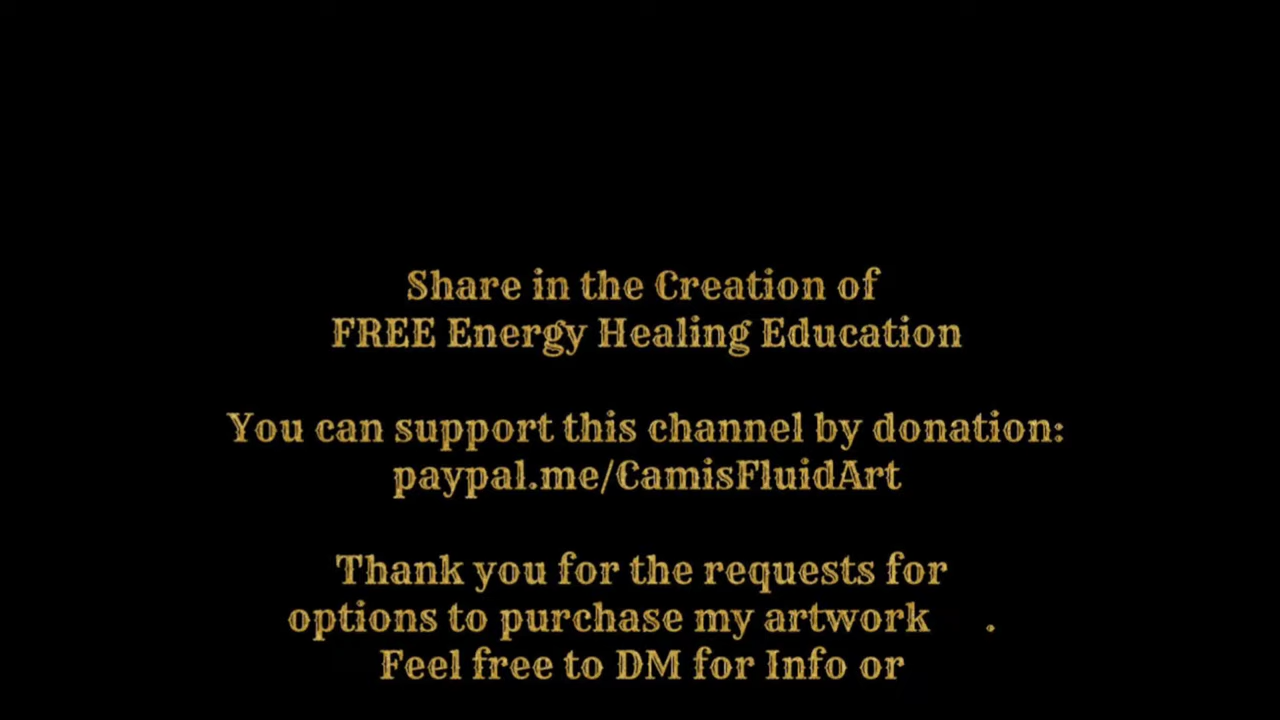 Share in the Creation of
FREE Energy Healing Education
You can support this channel by donation:
paypal.me/CamisFluidArt
Thank you for the requests for
options to purchase my artwork .
Feel free to DM for Info or